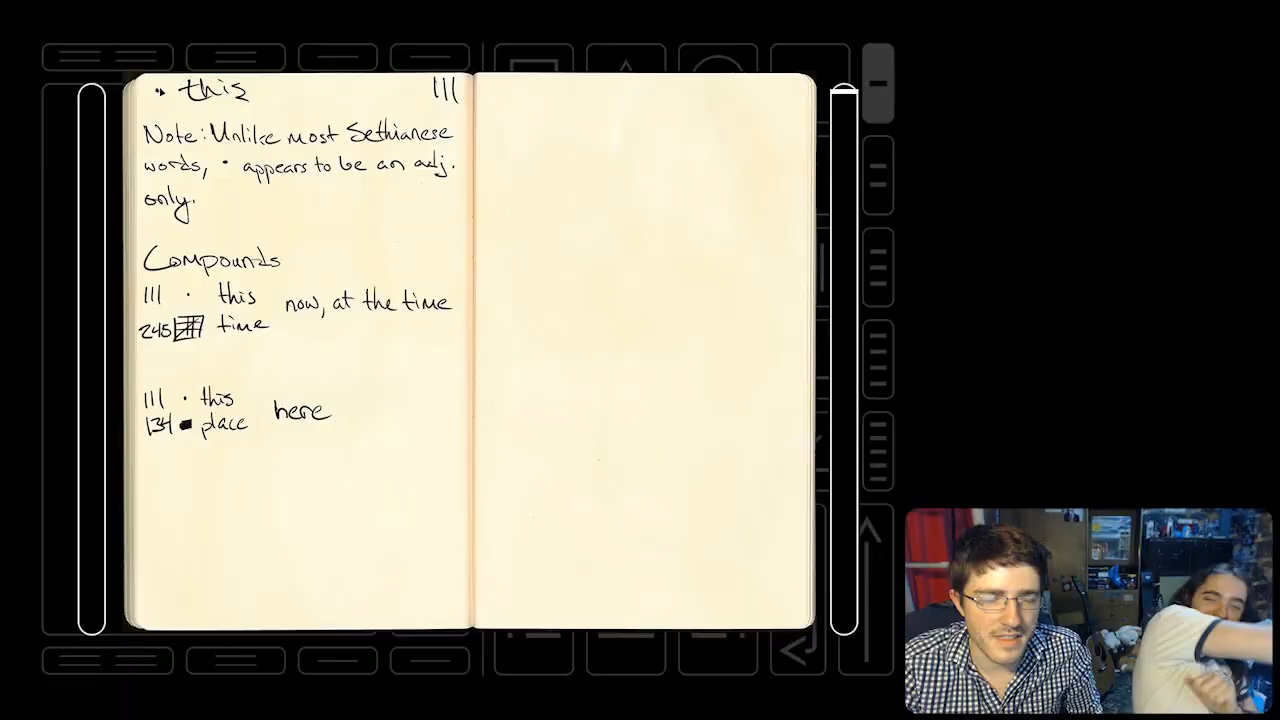 • this 111
Note: Unlike most Sethianese
words, • appears to be an adj.
only.
Compounds
111 • this now, at the time
245 time
111 • this
here
134 ▬ place